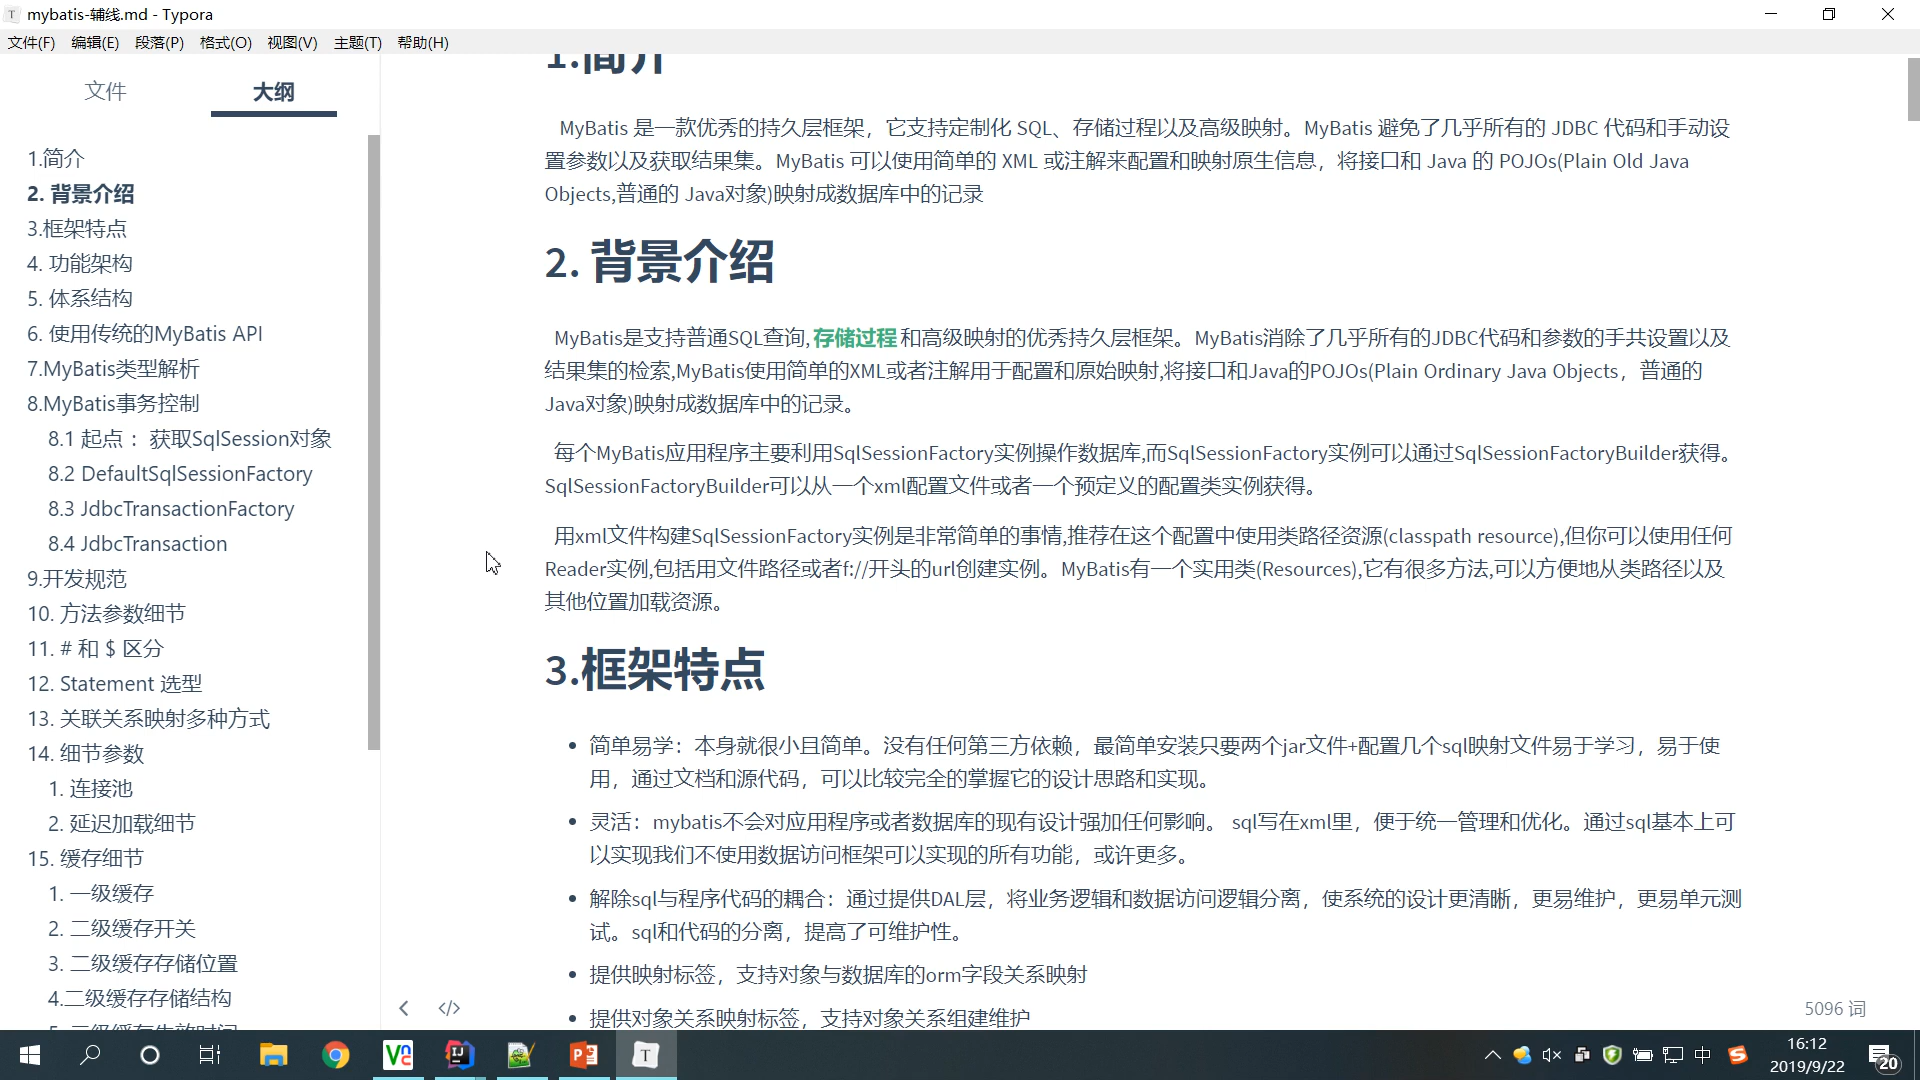 mybatis-辅线.md - Typora
文件(F) 编辑(E) 段落(P) 格式(O) 视图(V) 主题(T) 帮助(H)
文件 大纲
1.简介
2. 背景介绍
3.框架特点
4. 功能架构
5. 体系结构
6. 使用传统的MyBatis API
7.MyBatis类型解析
8.MyBatis事务控制
8.1 起点 : 获取SqlSession对象
8.2 DefaultSqlSessionFactory
8.3 JdbcTransactionFactory
8.4 JdbcTransaction
9.开发规范
10. 方法参数细节
11. # 和 $ 区分
12. Statement 选型
13. 关联关系映射多种方式
14. 细节参数
1. 连接池
2. 延迟加载细节
15. 缓存细节
1. 一级缓存
2. 二级缓存开关
3. 二级缓存存储位置
4.二级缓存存储结构
5. 二级缓存失效时间
1.简介
MyBatis 是一款优秀的持久层框架，它支持定制化 SQL、存储过程以及高级映射。MyBatis 避免了几乎所有的 JDBC 代码和手动设
置参数以及获取结果集。MyBatis 可以使用简单的 XML 或注解来配置和映射原生信息，将接口和 Java 的 POJOs(Plain Old Java
Objects,普通的 Java对象)映射成数据库中的记录
2. 背景介绍
MyBatis是支持普通SQL查询,存储过程和高级映射的优秀持久层框架。MyBatis消除了几乎所有的JDBC代码和参数的手共设置以及
结果集的检索,MyBatis使用简单的XML或者注解用于配置和原始映射,将接口和Java的POJOs(Plain Ordinary Java Objects，普通的
Java对象)映射成数据库中的记录。
每个MyBatis应用程序主要利用SqlSessionFactory实例操作数据库,而SqlSessionFactory实例可以通过SqlSessionFactoryBuilder获得。
SqlSessionFactoryBuilder可以从一个xml配置文件或者一个预定义的配置类实例获得。
用xml文件构建SqlSessionFactory实例是非常简单的事情,推荐在这个配置中使用类路径资源(classpath resource),但你可以使用任何
Reader实例,包括用文件路径或者f://开头的url创建实例。MyBatis有一个实用类(Resources),它有很多方法,可以方便地从类路径以及
其他位置加载资源。
3.框架特点
• 简单易学：本身就很小且简单。没有任何第三方依赖，最简单安装只要两个jar文件+配置几个sql映射文件易于学习，易于使
用，通过文档和源代码，可以比较完全的掌握它的设计思路和实现。
• 灵活：mybatis不会对应用程序或者数据库的现有设计强加任何影响。 sql写在xml里，便于统一管理和优化。通过sql基本上可
以实现我们不使用数据访问框架可以实现的所有功能，或许更多。
• 解除sql与程序代码的耦合：通过提供DAL层，将业务逻辑和数据访问逻辑分离，使系统的设计更清晰，更易维护，更易单元测
试。sql和代码的分离，提高了可维护性。
• 提供映射标签，支持对象与数据库的orm字段关系映射
• 提供对象关系映射标签，支持对象关系组建维护
5096 词
中
16:12
2019/9/22
20